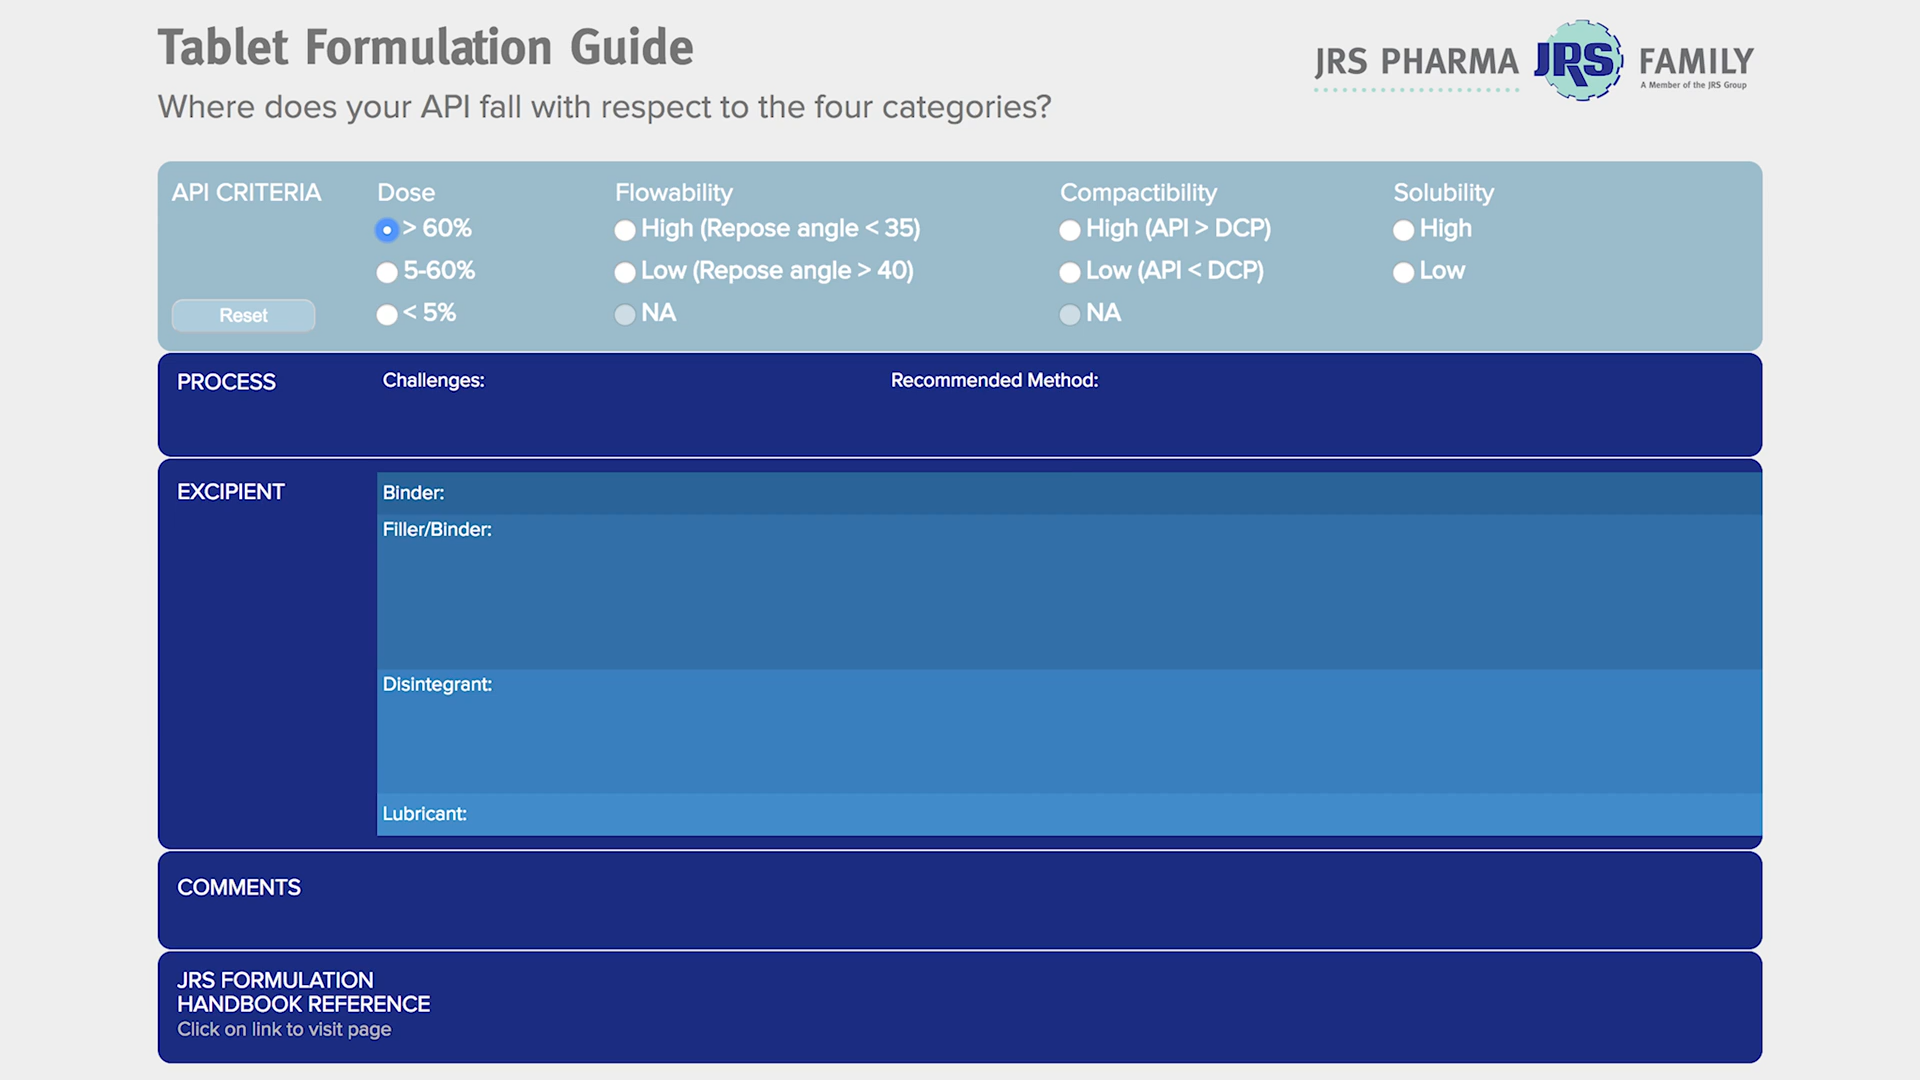 Tablet Formulation Guide
Where does your API fall with respect to the four categories?
JRS PHARMA JRS FAMILY
A Member of the JRS Group
API CRITERIA
Dose
> 60%
5-60%
< 5%
Flowability
High (Repose angle < 35)
Low (Repose angle > 40)
NA
Compactibility
High (API > DCP)
Low (API < DCP)
NA
Solubility
High
Low
Reset
PROCESS
Challenges:
Recommended Method:
EXCIPIENT
Binder:
Filler/Binder:
Disintegrant:
Lubricant:
COMMENTS
JRS FORMULATION
HANDBOOK REFERENCE
Click on link to visit page